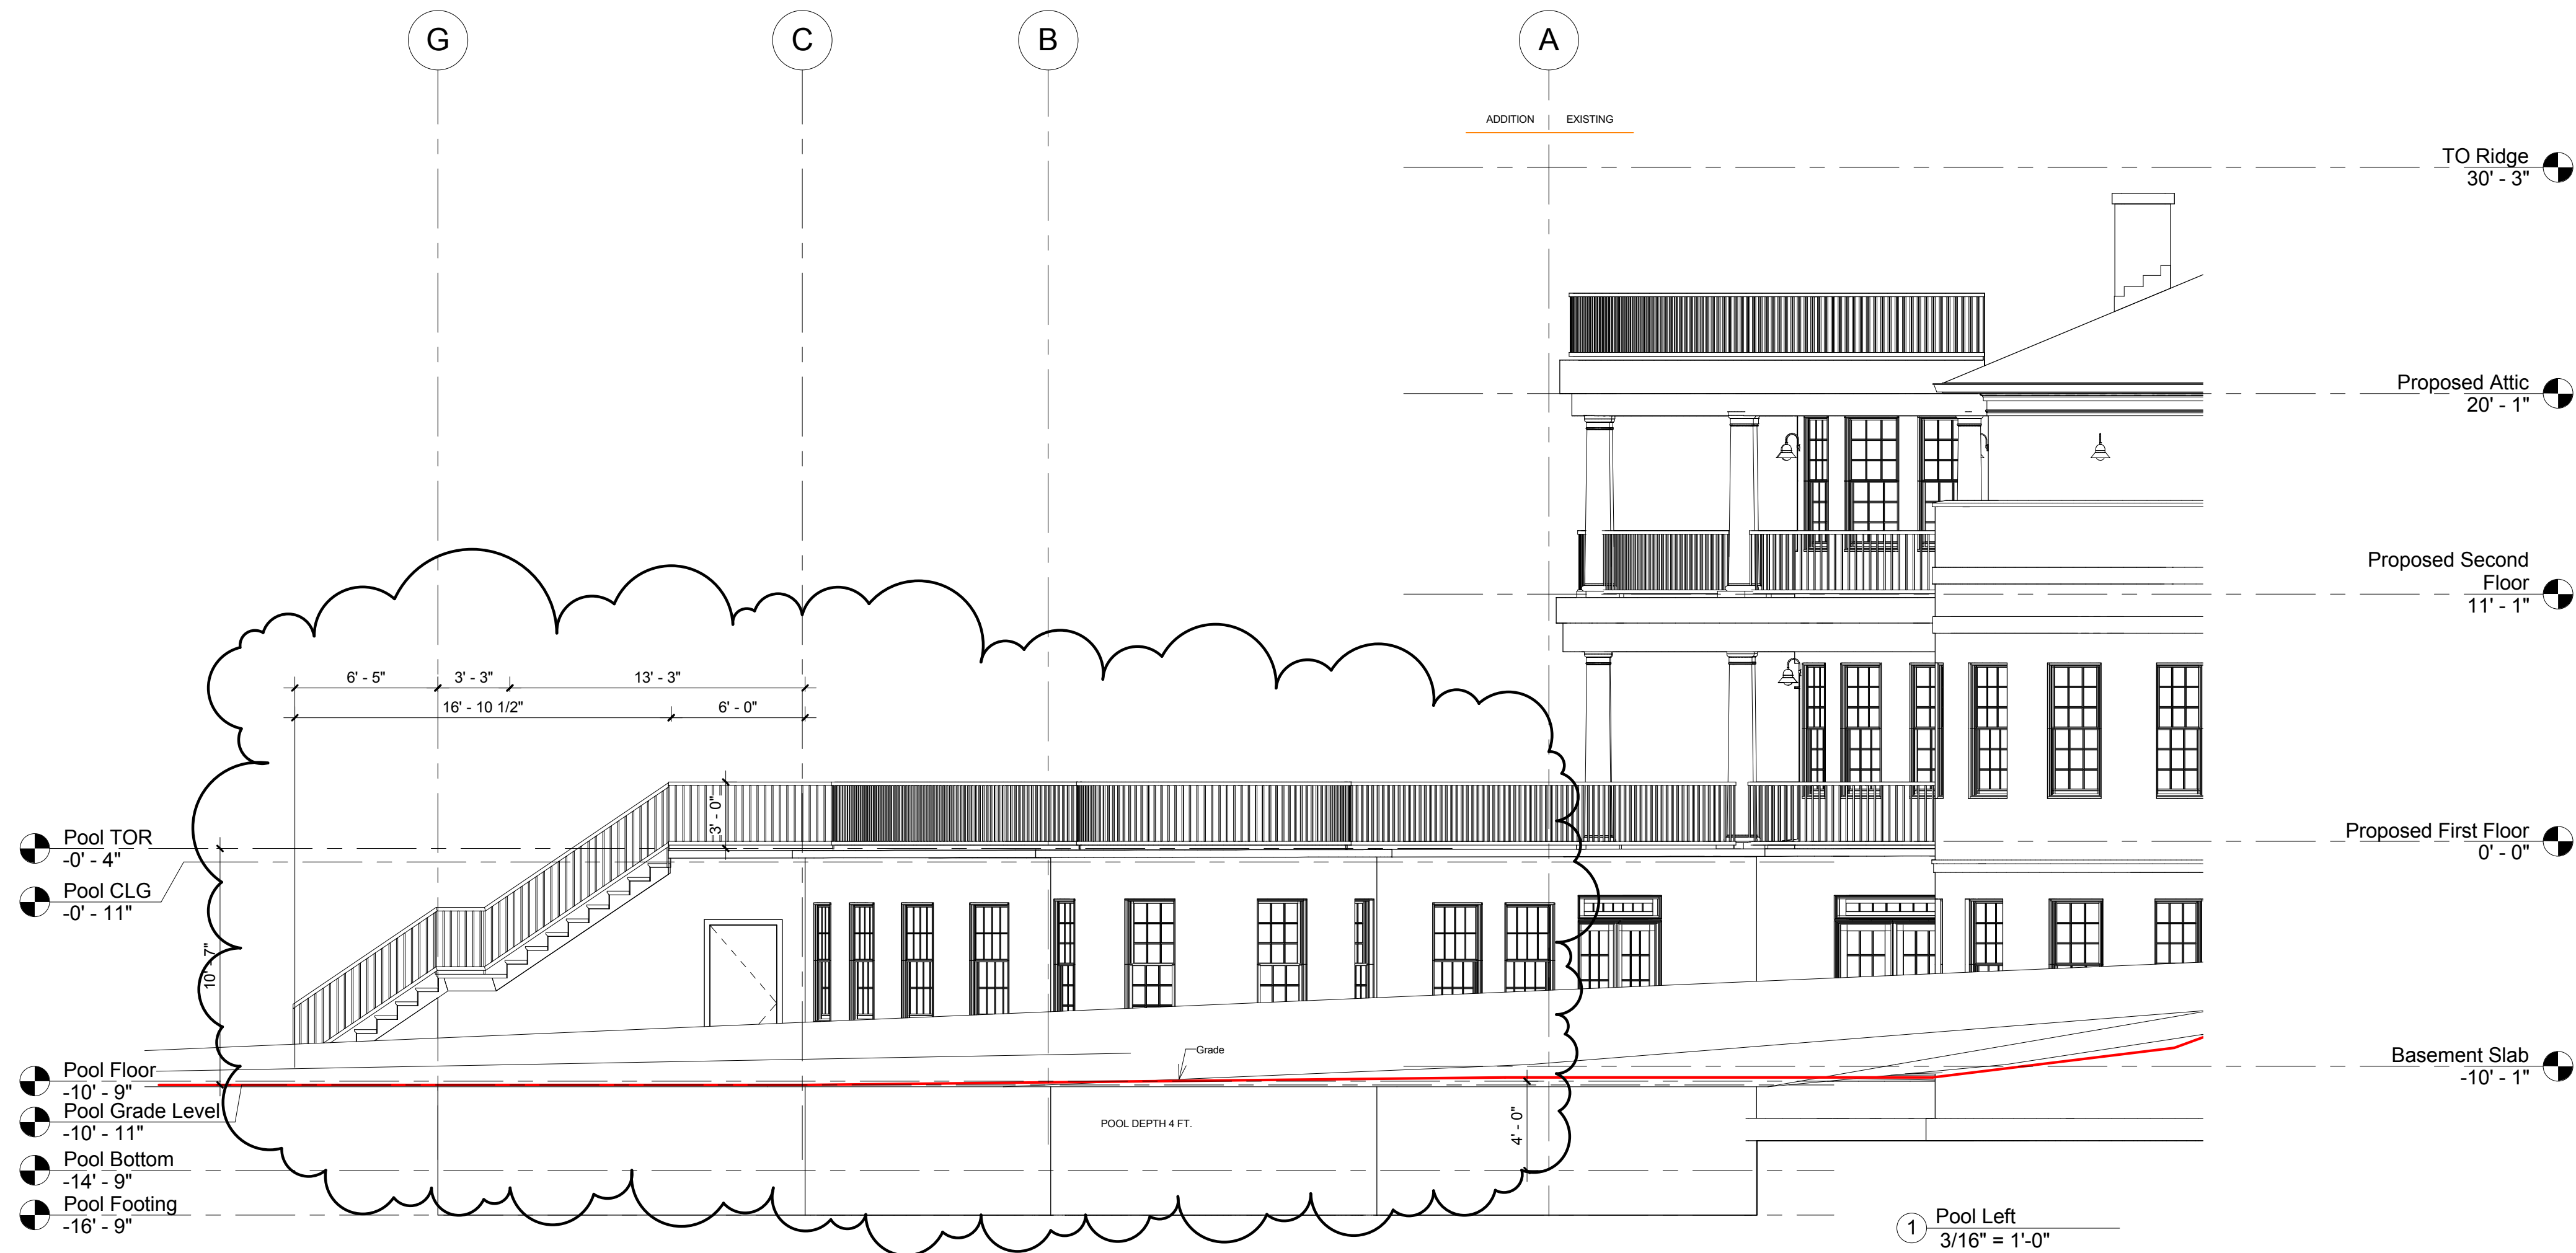 G
C
B
A
ADDITION
EXISTING
TO Ridge
30' - 3"
Proposed Attic
20' - 1"
Proposed Second
Floor
11' - 1"
6' - 5"
3' - 3"
13' - 3"
16' - 10 1/2"
6' - 0"
3' - 0"
Pool TOR
-0' - 4"
Pool CLG
-0' - 11"
Proposed First Floor
0' - 0"
10' - 7"
Grade
Pool Floor
-10' - 9"
Pool Grade Level
-10' - 11"
Basement Slab
-10' - 1"
POOL DEPTH 4 FT.
4' - 0"
Pool Bottom
-14' - 9"
Pool Footing
-16' - 9"
1
Pool Left
3/16" = 1'-0"